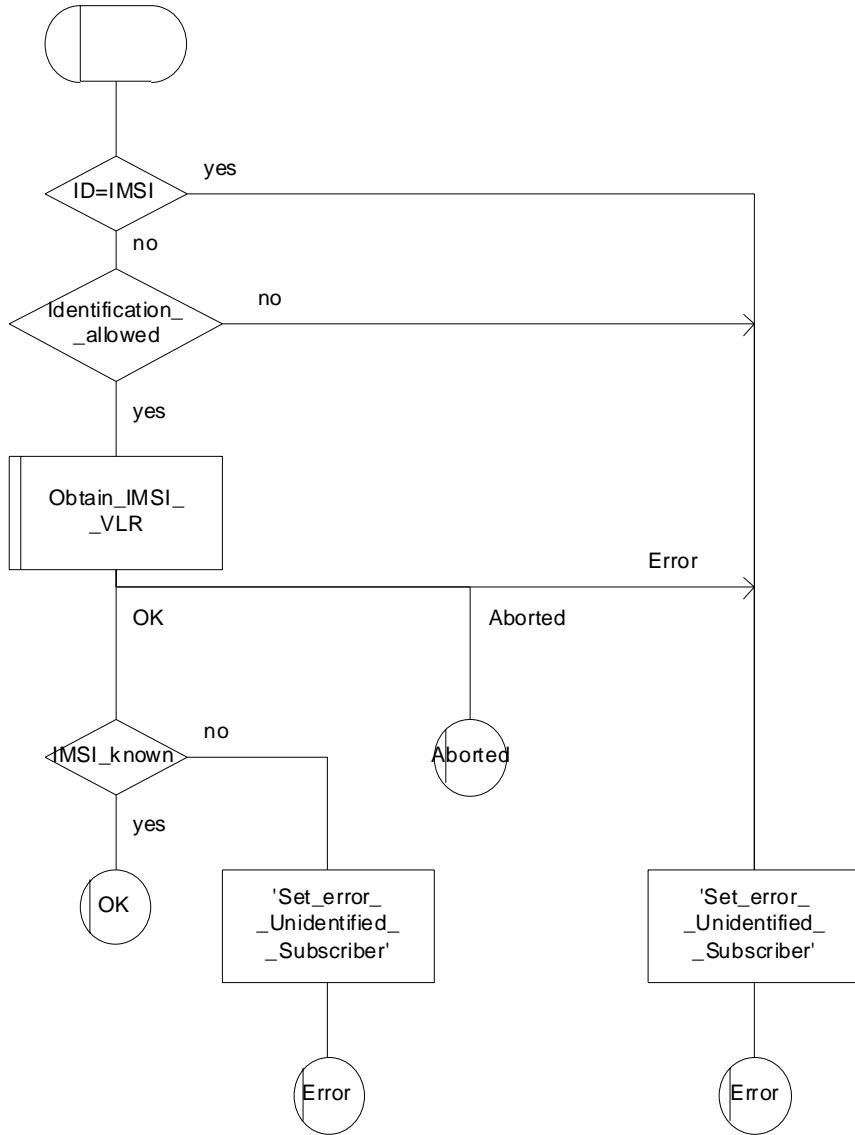 yes
ID=IMSI
no
Identification_
_allowed
no
yes
Obtain_IMSI_
_VLR
Error
OK
Aborted
no
IMSI_known
Aborted
yes
OK
'Set_error_
_Unidentified_
_Subscriber'
'Set_error_
_Unidentified_
_Subscriber'
Error
Error